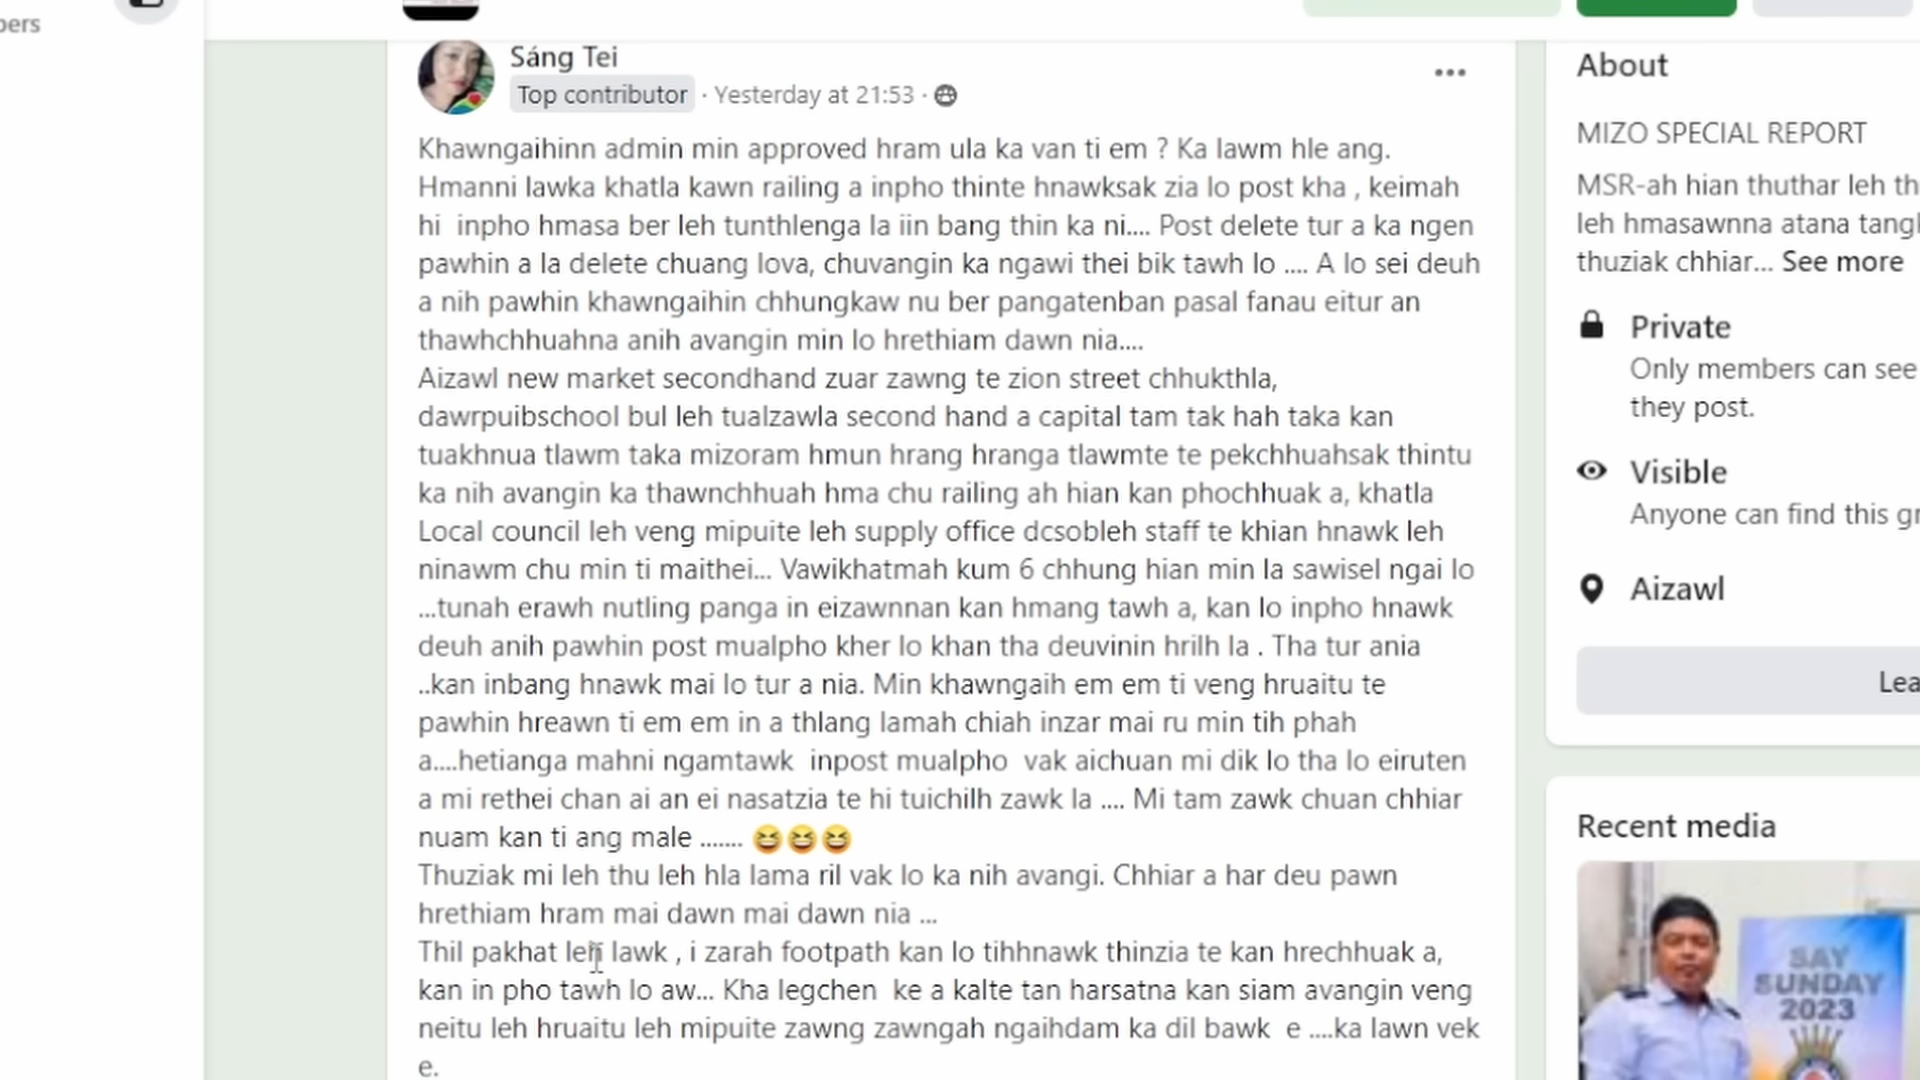 bers
Sáng Tei
Top contributor · Yesterday at 21:53 ·
Khawngaihinn admin min approved hram ula ka van ti em ? Ka lawm hle ang.
Hmanni lawka khatla kawn railing a inpho thinte hnawksak zia lo post kha , keimah
hi inpho hmasa ber leh tunthlenga la iin bang thin ka ni.... Post delete tur a ka ngen
pawhin a la delete chuang lova, chuvangin ka ngawi thei bik tawh lo .... A lo sei deuh
a nih pawhin khawngaihin chhungkaw nu ber pangatenban pasal fanau eitur an
thawhchhuahna anih avangin min lo hrethiam dawn nia....
Aizawl new market secondhand zuar zawng te zion street chhukthla,
dawrpuibschool bul leh tualzawla second hand a capital tam tak hah taka kan
tuakhnua tlawm taka mizoram hmun hrang hranga tlawmte te pekchhuahsak thintu
ka nih avangin ka thawnchhuah hma chu railing ah hian kan phochhuak a, khatla
Local council leh veng mipuite leh supply office dcsobleh staff te khian hnawk leh
ninawm chu min ti maithei... Vawikhatmah kum 6 chhung hian min la sawisel ngai lo
...tunah erawh nutling panga in eizawnnan kan hmang tawh a, kan lo inpho hnawk
deuh anih pawhin post mualpho kher lo khan tha deuvinin hrilh la . Tha tur ania
..kan inbang hnawk mai lo tur a nia. Min khawngaih em em ti veng hruaitu te
pawhin hreawn ti em em in a thlang lamah chiah inzar mai ru min tih phah
a....hetianga mahni ngamtawk inpost mualpho vak aichuan mi dik lo tha lo eiruten
a mi rethei chan ai an ei nasatzia te hi tuichilh zawk la .... Mi tam zawk chuan chhiar
nuam kan ti ang male ....... 😆😆😆
Thuziak mi leh thu leh hla lama ril vak lo ka nih avangi. Chhiar a har deu pawn
hrethiam hram mai dawn mai dawn nia ...
Thil pakhat leh lawk , i zarah footpath kan lo tihhnawk thinzia te kan hrechhuak a,
kan in pho tawh lo aw... Kha legchen ke a kalte tan harsatna kan siam avangin veng
neitu leh hruaitu leh mipuite zawng zawngah ngaihdam ka dil bawk e ....ka lawn vek
e.
About
MIZO SPECIAL REPORT
MSR-ah hian thuthar leh th
leh hmasawnna atana tang
thuziak chhiar... See more
Private
Only members can see
they post.
Visible
Anyone can find this gr
Aizawl
Lea
Recent media
SAY
SUNDAY
2023